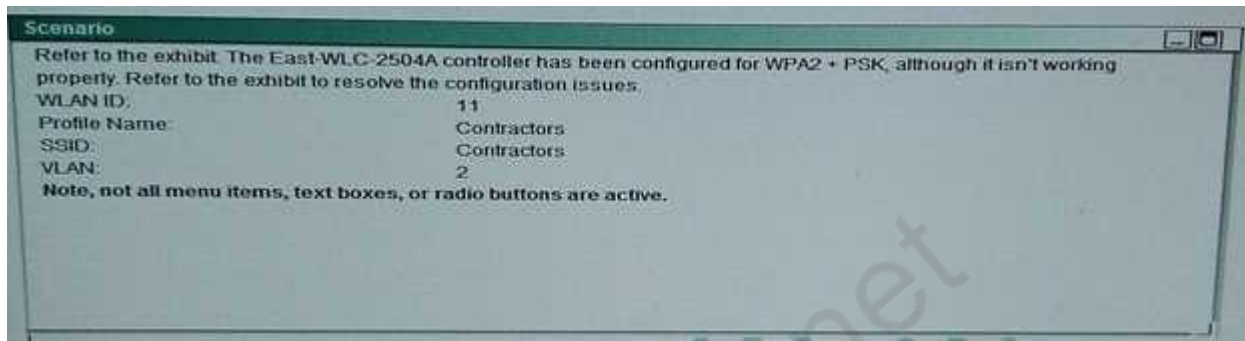 Scenario
Refer to the exhibit. The East-WLC-2504A controller has been configured for WPA2 + PSK, although it isn't working
properly. Refer to the exhibit to resolve the configuration issues.
WLAN ID: 11
Profile Name: Contractors
SSID: Contractors
VLAN: 2
Note, not all menu items, text boxes, or radio buttons are active.
net